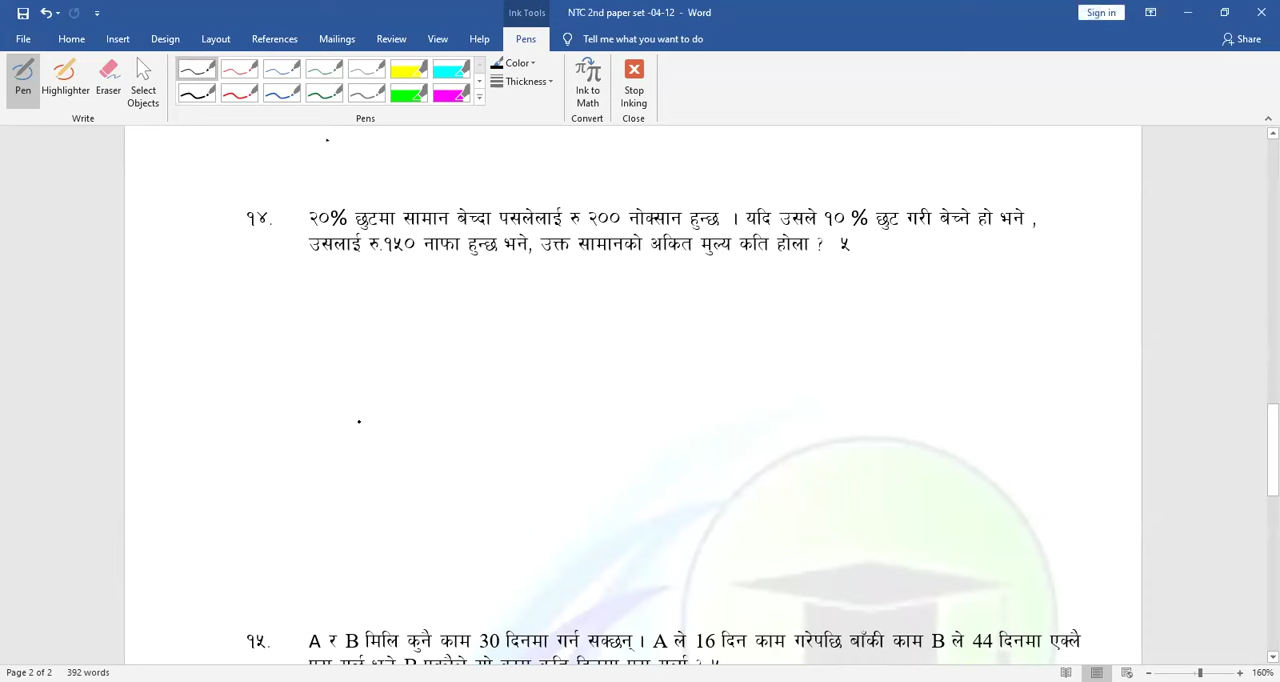 Ink Tools
NTC 2nd paper set -04-12 - Word
Sign in
File Home Insert Design Layout References Mailings Review View Help Pens Tell me what you want to do Share
Pen Highlighter Eraser Select Objects
Color
Thickness
Ink to Math
Stop Inking
Write Pens Convert Close
१४. २०% छुटमा सामान बेच्दा पसलेलाई रु २०० नोक्सान हुन्छ । यदि उसले १० % छुट गरी बेच्ने हो भने ,
उसलाई रु.१५० नाफा हुन्छ भने, उक्त सामानको अकित मुल्य कति होला ? ५
१५. A र B मिलि कुनै काम 30 दिनमा गर्न सक्छन् । A ले 16 दिन काम गरेपछि बाँकी काम B ले 44 दिनमा एक्लै
Page 2 of 2 392 words 160%